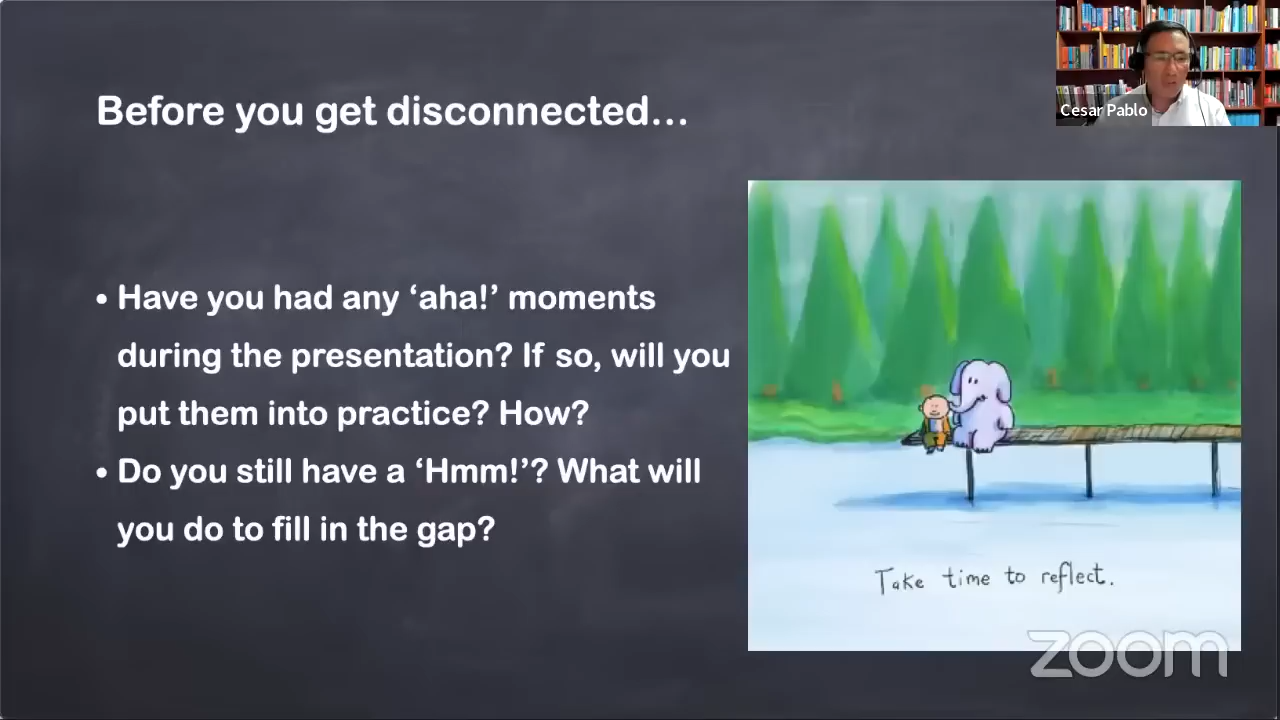 Before you get disconnected...
Cesar Pablo
• Have you had any ‘aha!’ moments
during the presentation? If so, will you
put them into practice? How?
• Do you still have a ‘Hmm!’? What will
you do to fill in the gap?
Take time to reflect.
zoom